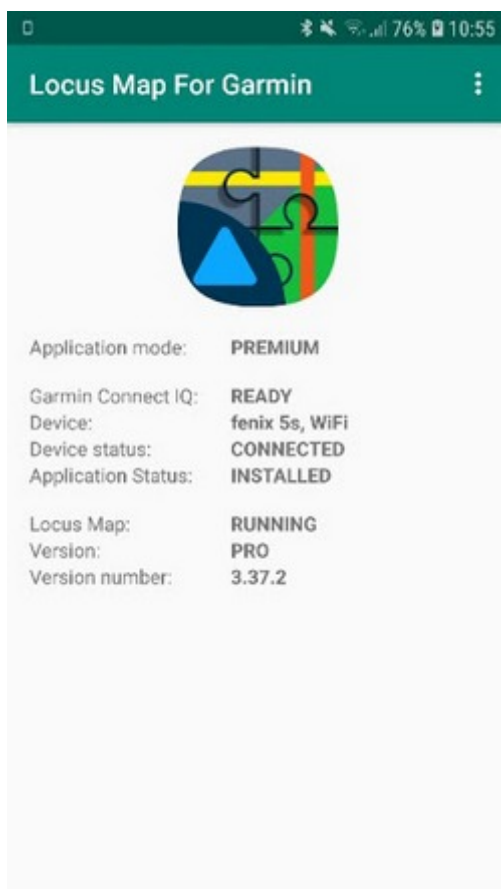 76% 10:55
Locus Map For Garmin
Application mode: PREMIUM
Garmin Connect IQ: READY
Device: fenix 5s, WiFi
Device status: CONNECTED
Application Status: INSTALLED
Locus Map: RUNNING
Version: PRO
Version number: 3.37.2